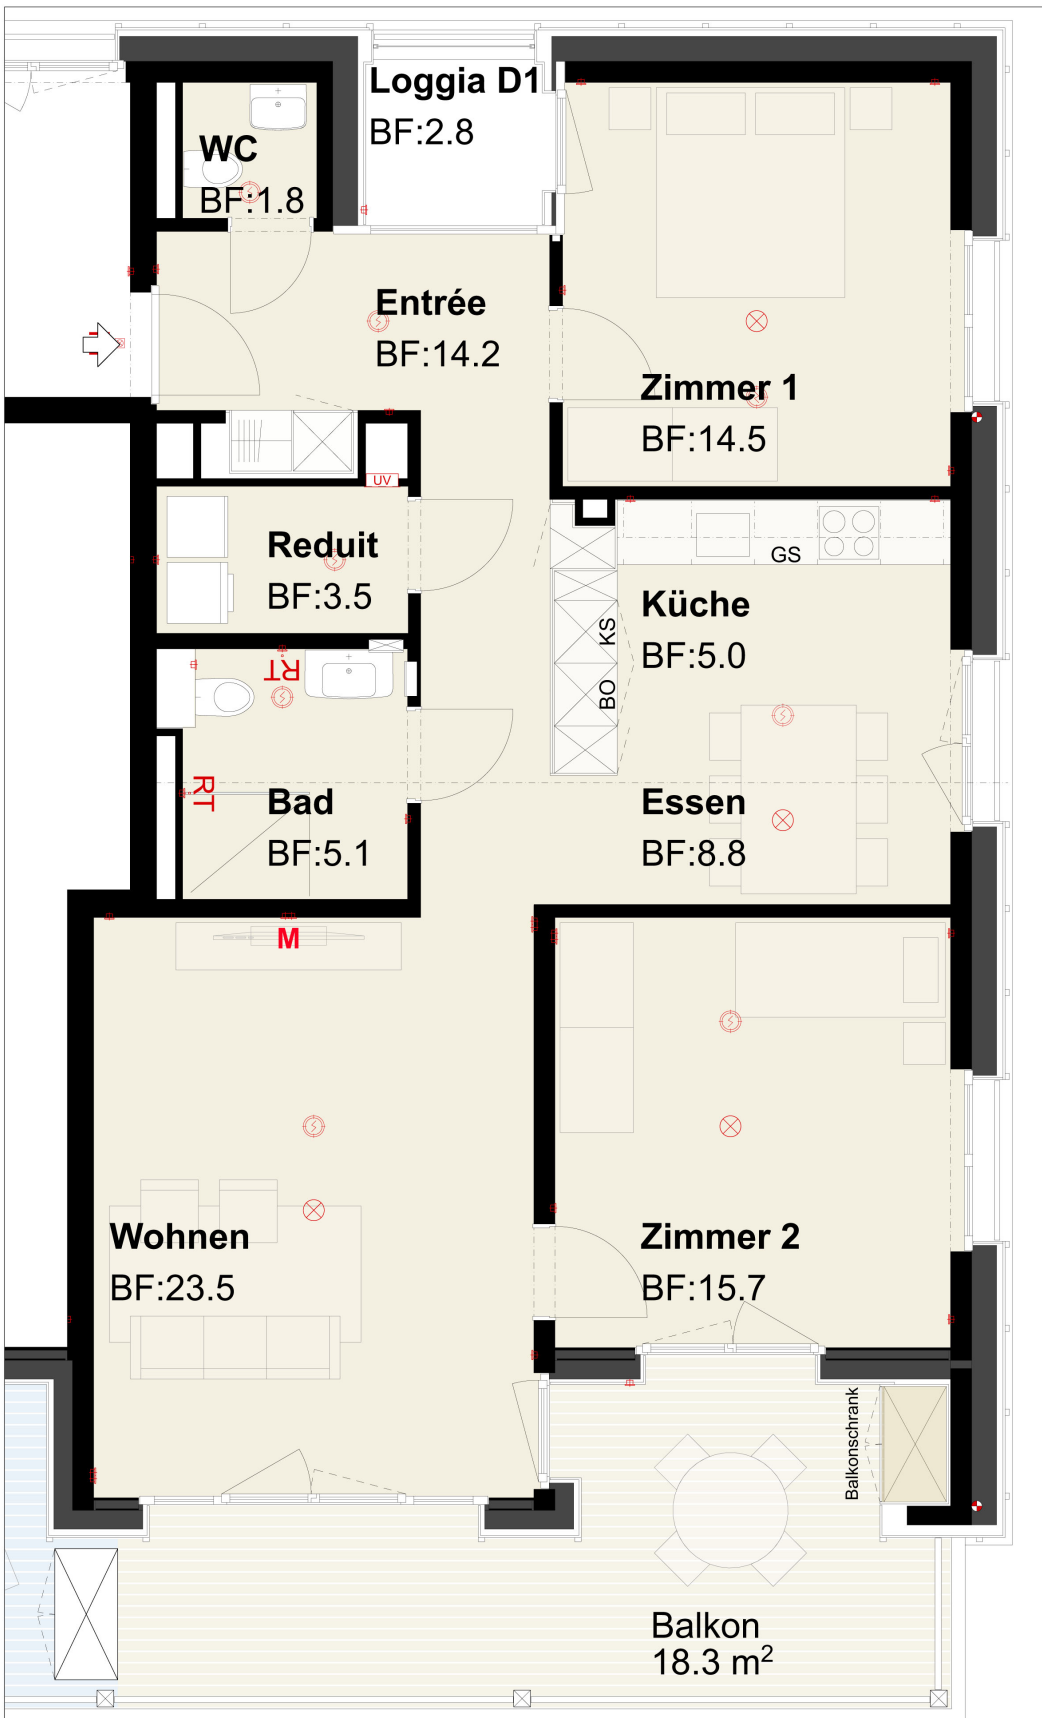 Loggia D1
BF:2.8
WC
BF:1.8
Entrée
BF:14.2
Zimmer 1
BF:14.5
UV
Reduit
BF:3.5
GS
Küche
BF:5.0
KS
BO
RT
RT
Bad
BF:5.1
Essen
BF:8.8
M
Wohnen
BF:23.5
Zimmer 2
BF:15.7
Balkonschrank
Balkon
18.3 m²